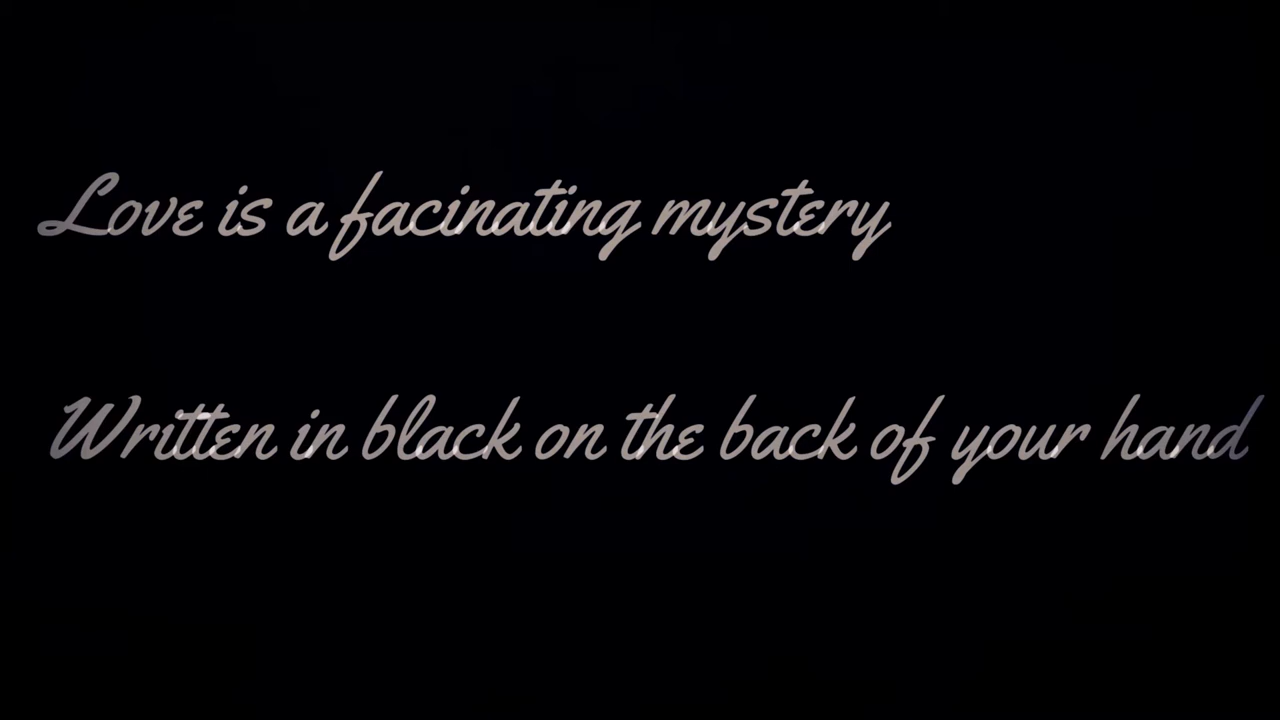 Love is a facinating mystery
Written in black on the back of your hand